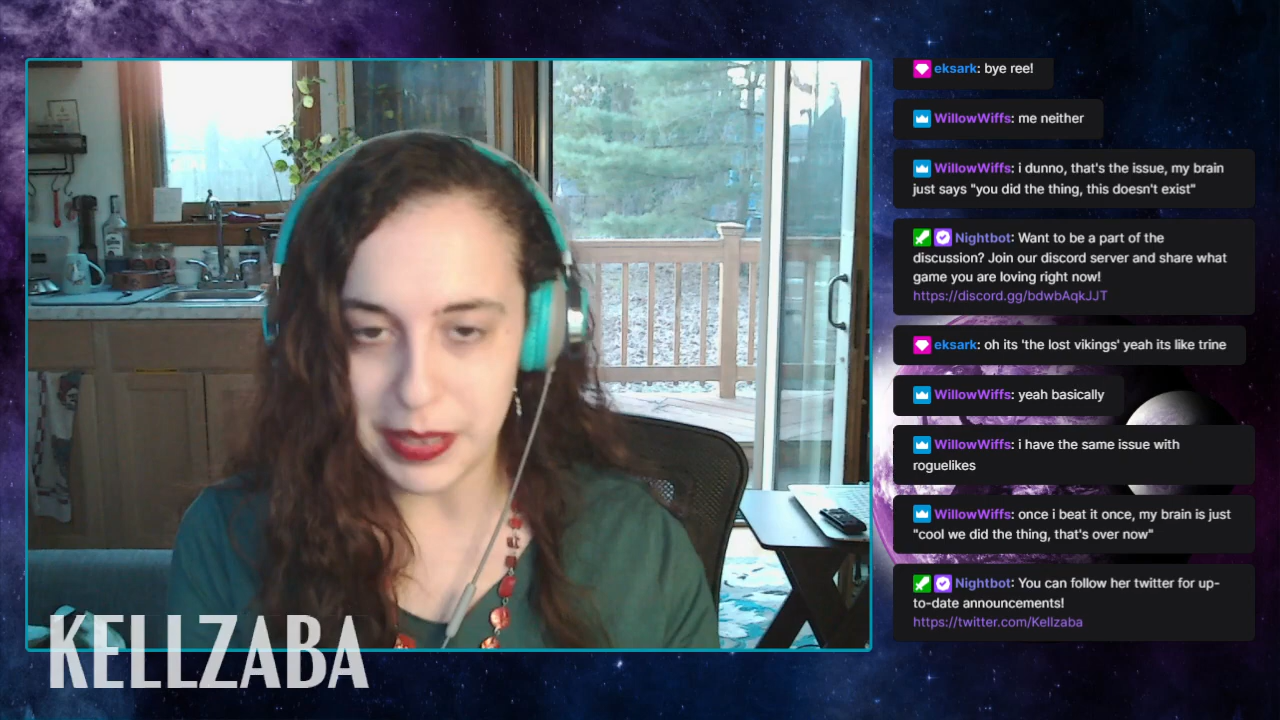 eksark: bye ree!
WillowWiffs: me neither
WillowWiffs: i dunno, that's the issue, my brain
just says "you did the thing, this doesn't exist"
Nightbot: Want to be a part of the
discussion? Join our discord server and share what
game you are loving right now!
https://discord.gg/bdwbAqkJJT
eksark: oh its 'the lost vikings' yeah its like trine
WillowWiffs: yeah basically
WillowWiffs: i have the same issue with
roguelikes
WillowWiffs: once i beat it once, my brain is just
"cool we did the thing, that's over now"
Nightbot: You can follow her twitter for up-
to-date announcements!
https://twitter.com/Kellzaba
KELLZABA